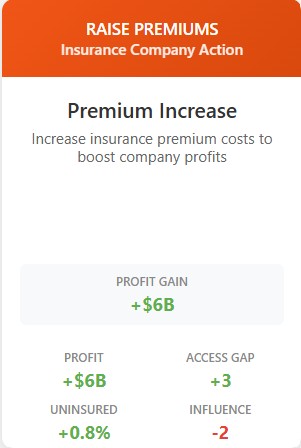 RAISE PREMIUMS
Insurance Company Action
Premium Increase
Increase insurance premium costs to
boost company profits
PROFIT GAIN
+$6B
PROFIT
+$6B
ACCESS GAP
+3
UNINSURED
+0.8%
INFLUENCE
-2